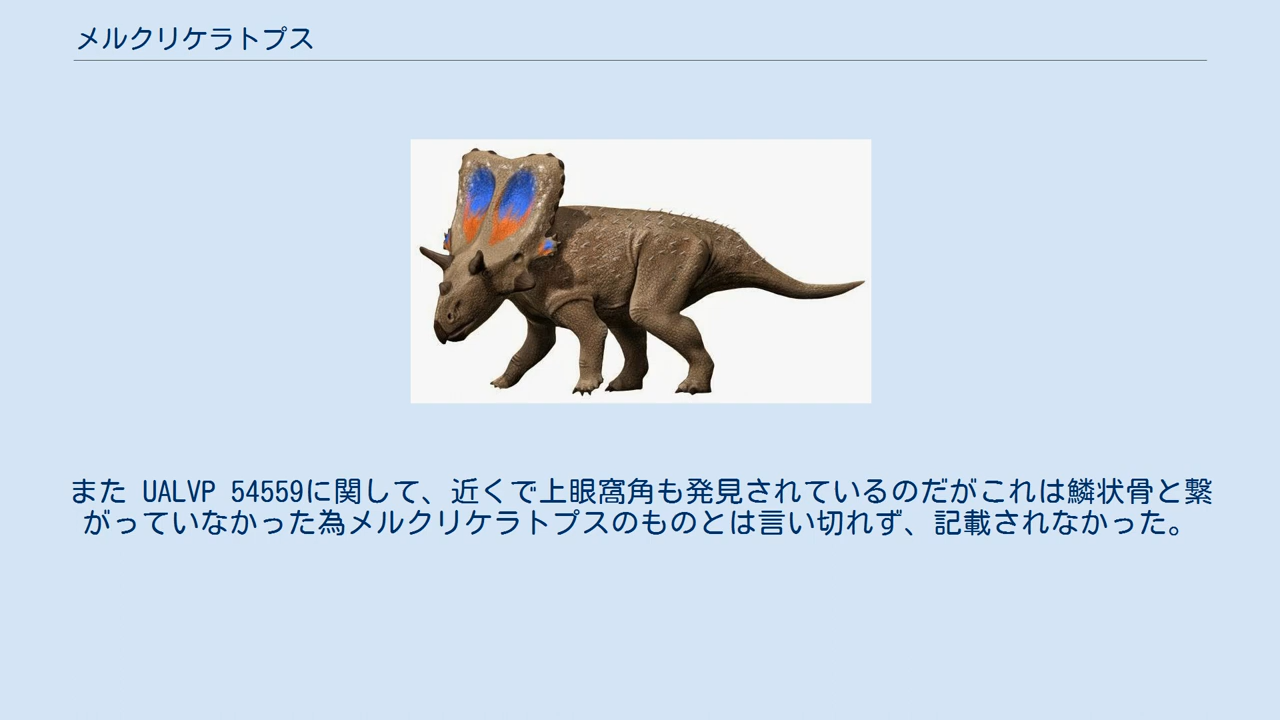 メルクリケラトプス
また UALVP 54559に関して、近くで上眼窩角も発見されているのだがこれは鱗状骨と繋
がっていなかった為メルクリケラトプスのものとは言い切れず、記載されなかった。